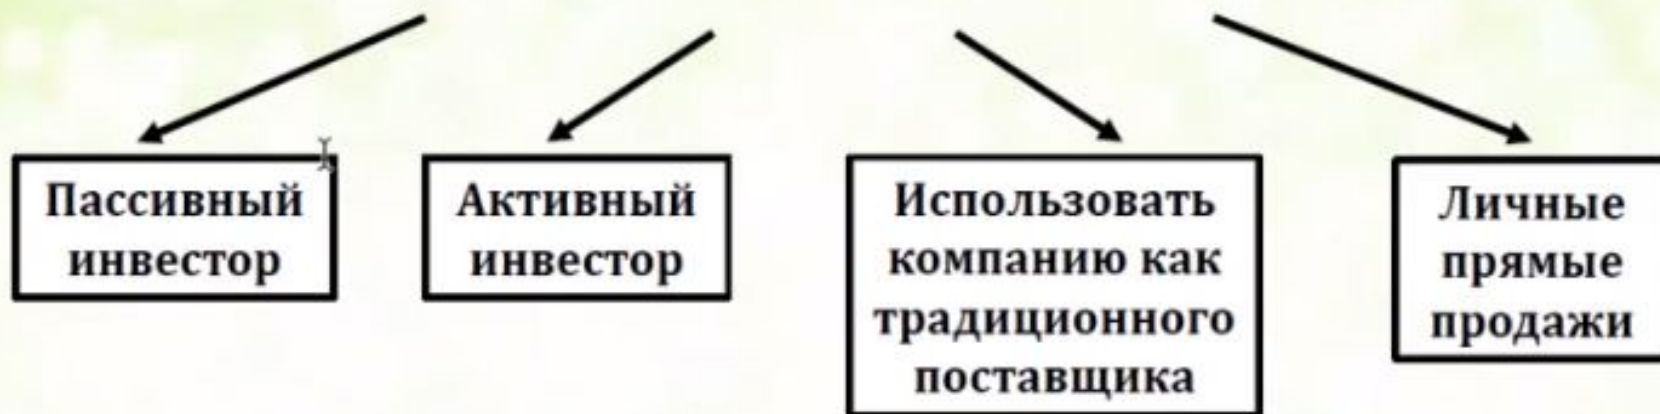 Пассивный
инвестор
Активный
инвестор
Использовать
компанию как
традиционного
поставщика
Личные
прямые
продажи